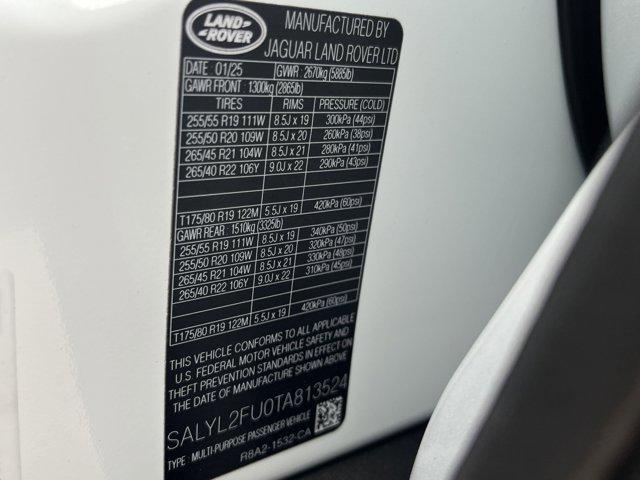 LAND ROVER
MANUFACTURED BY
JAGUAR LAND ROVER LTD
DATE 01/25 GVWR 2670kg (5885lb)
GAWR FRONT 1300kg (2865lb)
TIRES RIMS PRESSURE (COLD)
255/55 R19 111W 8.5J x 19 300kPa (44psi)
255/50 R20 109W 8.5J x 20 260kPa (38psi)
265/45 R21 104W 8.5J x 21 280kPa (41psi)
265/40 R22 106Y 9.0J x 22 290kPa (43psi)
T175/80 R19 122M 5.5J x 19 420kPa (60psi)
GAWR REAR 1510kg (3325lb)
255/55 R19 111W 8.5J x 19 340kPa (50psi)
255/50 R20 109W 8.5J x 20 320kPa (47psi)
265/45 R21 104W 8.5J x 21 330kPa (48psi)
265/40 R22 106Y 9.0J x 22 310kPa (45psi)
T175/80 R19 122M 5.5J x 19 420kPa (60psi)
THIS VEHICLE CONFORMS TO ALL APPLICABLE
U.S. FEDERAL MOTOR VEHICLE SAFETY AND
THEFT PREVENTION STANDARDS IN EFFECT ON
THE DATE OF MANUFACTURE SHOWN ABOVE
SALYL2FU0TA813524
TYPE : MULTI-PURPOSE PASSENGER VEHICLE
R8A2-1532-CA